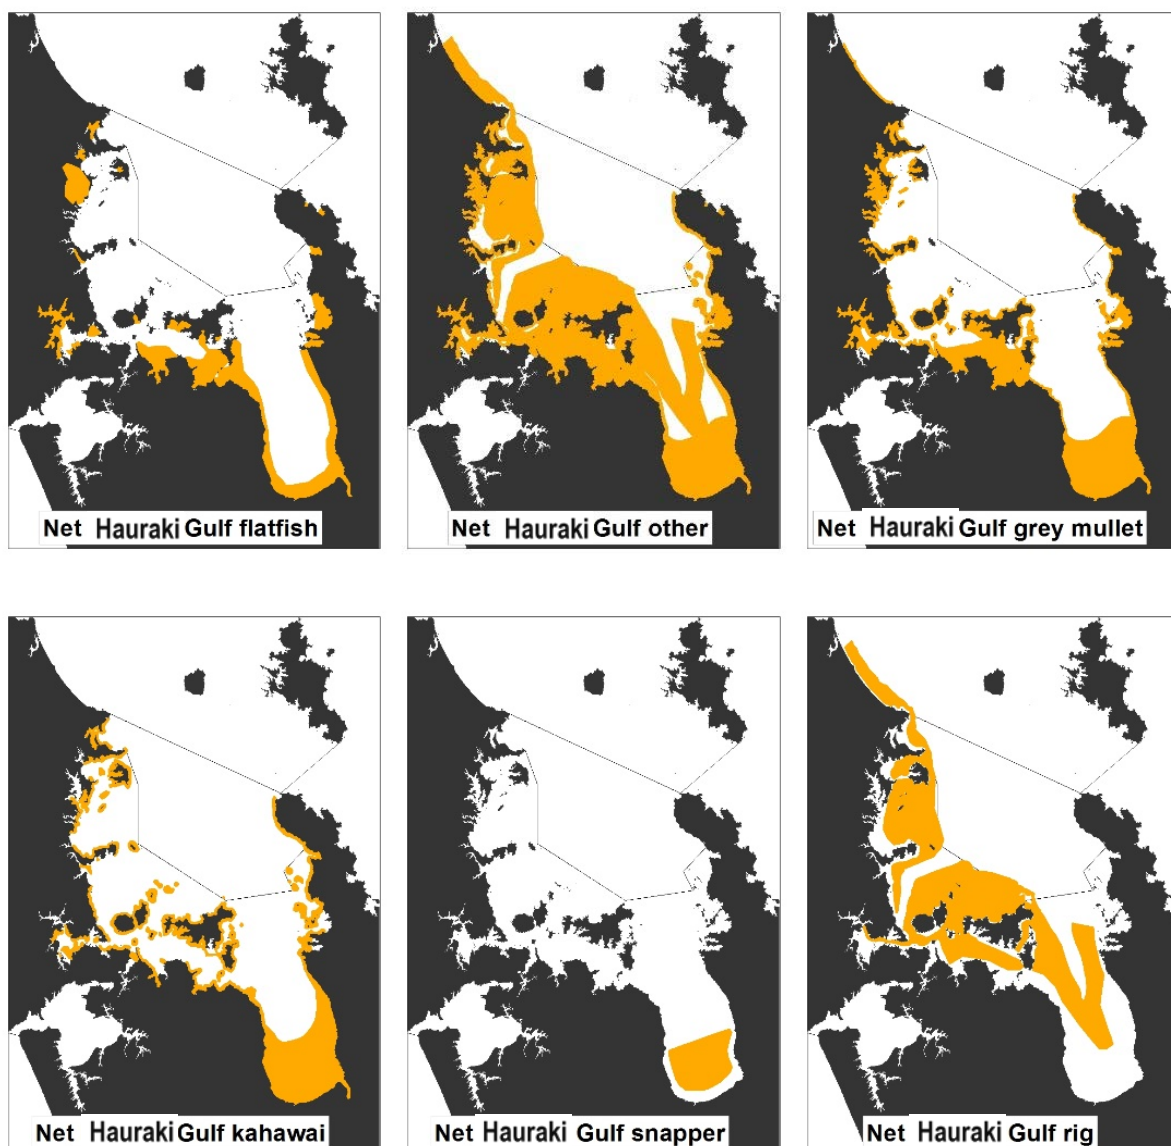 Net Hauraki Gulf flatfish
Net Hauraki Gulf other
Net Hauraki Gulf grey mullet
Net Hauraki Gulf kahawai
Net Hauraki Gulf snapper
Net Hauraki Gulf rig